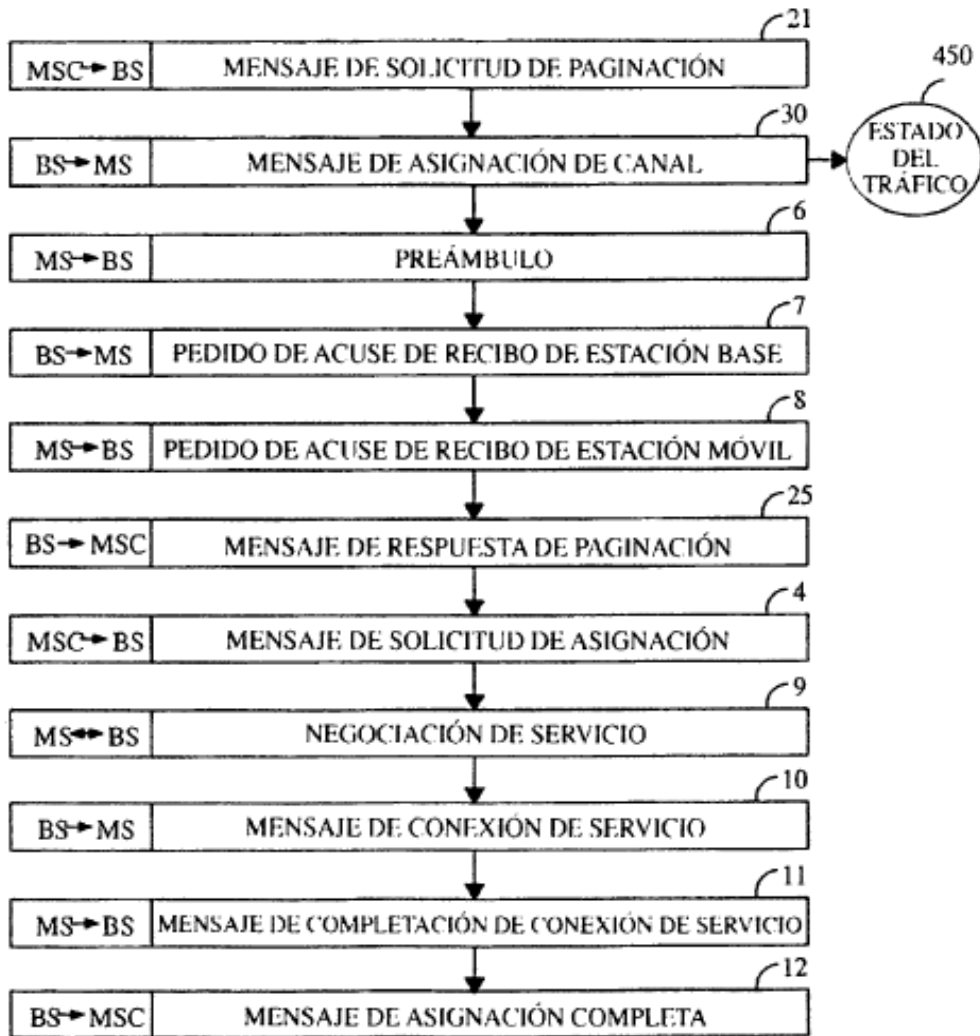 21
MSC→BS MENSAJE DE SOLICITUD DE PAGINACIÓN
450
ESTADO
DEL
TRÁFICO
30
BS→MS MENSAJE DE ASIGNACIÓN DE CANAL
6
MS→BS PREÁMBULO
7
BS→MS PEDIDO DE ACUSE DE RECIBO DE ESTACIÓN BASE
8
MS→BS PEDIDO DE ACUSE DE RECIBO DE ESTACIÓN MÓVIL
25
BS→MSC MENSAJE DE RESPUESTA DE PAGINACIÓN
4
MSC→BS MENSAJE DE SOLICITUD DE ASIGNACIÓN
9
MS↔BS NEGOCIACIÓN DE SERVICIO
10
BS→MS MENSAJE DE CONEXIÓN DE SERVICIO
11
MS→BS MENSAJE DE COMPLETACIÓN DE CONEXIÓN DE SERVICIO
12
BS→MSC MENSAJE DE ASIGNACIÓN COMPLETA